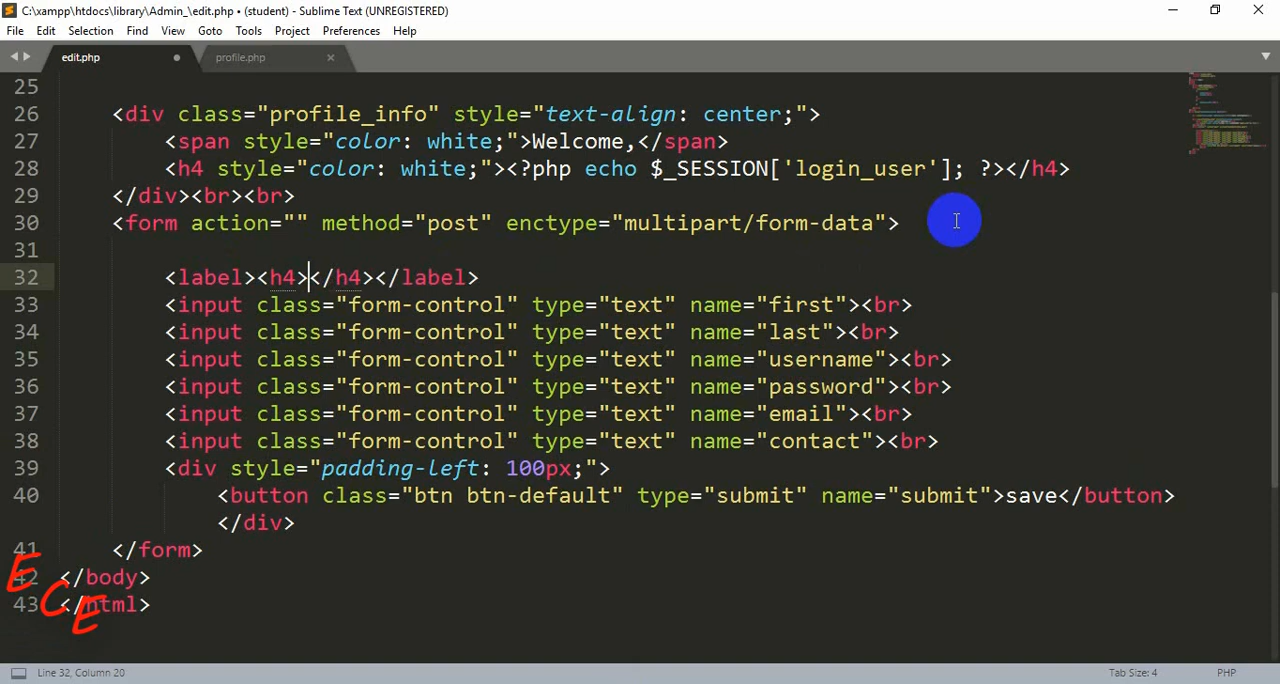 C:\xampp\htdocs\library\Admin_\edit.php • (student) - Sublime Text (UNREGISTERED)
File Edit Selection Find View Goto Tools Project Preferences Help
edit.php profile.php
25
26 <div class="profile_info" style="text-align: center;">
27 <span style="color: white;">Welcome,</span>
28 <h4 style="color: white;"><?php echo $_SESSION['login_user']; ?></h4>
29 </div><br><br>
30 <form action="" method="post" enctype="multipart/form-data">
31
32 <label><h4></h4></label>
33 <input class="form-control" type="text" name="first"><br>
34 <input class="form-control" type="text" name="last"><br>
35 <input class="form-control" type="text" name="username"><br>
36 <input class="form-control" type="text" name="password"><br>
37 <input class="form-control" type="text" name="email"><br>
38 <input class="form-control" type="text" name="contact"><br>
39 <div style="padding-left: 100px;">
40 <button class="btn btn-default" type="submit" name="submit">save</button>
</div>
41 </form>
42 </body>
43 </html>
ECE
Line 32, Column 20 Tab Size: 4 PHP